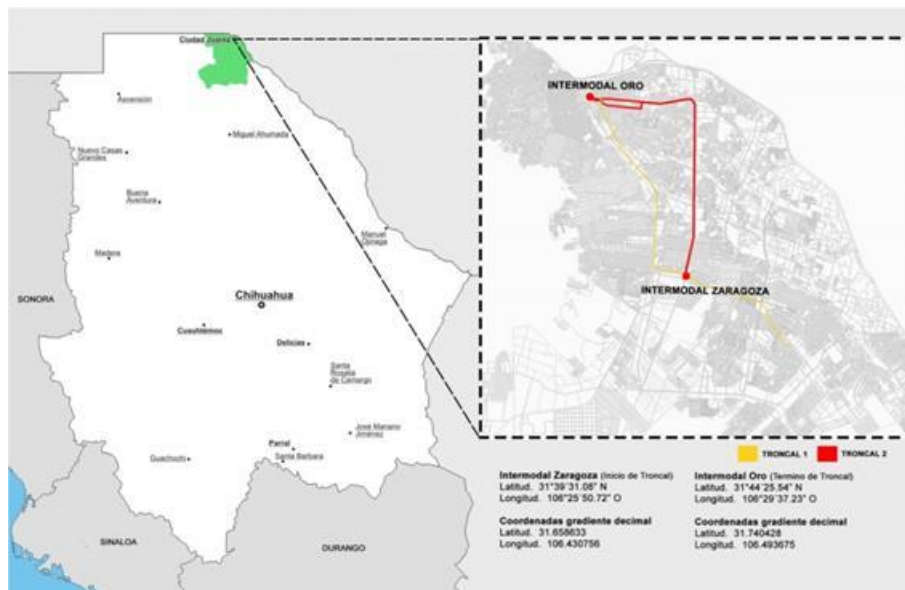 Ciudad Juarez
Ascensión
Miguel Ahumada
Nuevo Casas
Grandes
Buena
Aventura
Manuel
Ojinaga
Madera
SONORA
Chihuahua
Cuauhtémoc
Delicias
Santa
Rosalia
de Camargo
José Mariano
Jiménez
Parral
Santa Barbara
Guachochi
SINALOA
DURANGO
INTERMODAL ORO
INTERMODAL ZARAGOZA
TRONCAL 1
TRONCAL 2
Intermodal Zaragoza (Inicio de Troncal)
Latitud. 31°39´31.08" N
Longitud. 106°25´50.72" O
Coordenadas gradiente decimal
Latitud. 31.658633
Longitud. 106.430756
Intermodal Oro (Termino de Troncal)
Latitud. 31°44´25.54" N
Longitud. 106°29´37.23" O
Coordenadas gradiente decimal
Latitud. 31.740428
Longitud. 106.493675